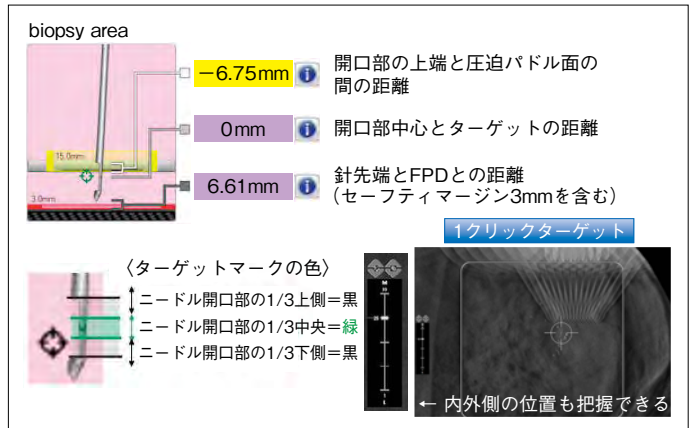 biopsy area
－6.75mm
開口部の上端と圧迫パドル面の
間の距離
0mm
開口部中心とターゲットの距離
6.61mm
針先端とFPDとの距離
（セーフティマージン3mmを含む）
15.0mm
3.0mm
1クリックターゲット
〈ターゲットマークの色〉
ニードル開口部の1/3上側＝黒
ニードル開口部の1/3中央＝緑
ニードル開口部の1/3下側＝黒
← 内外側の位置も把握できる